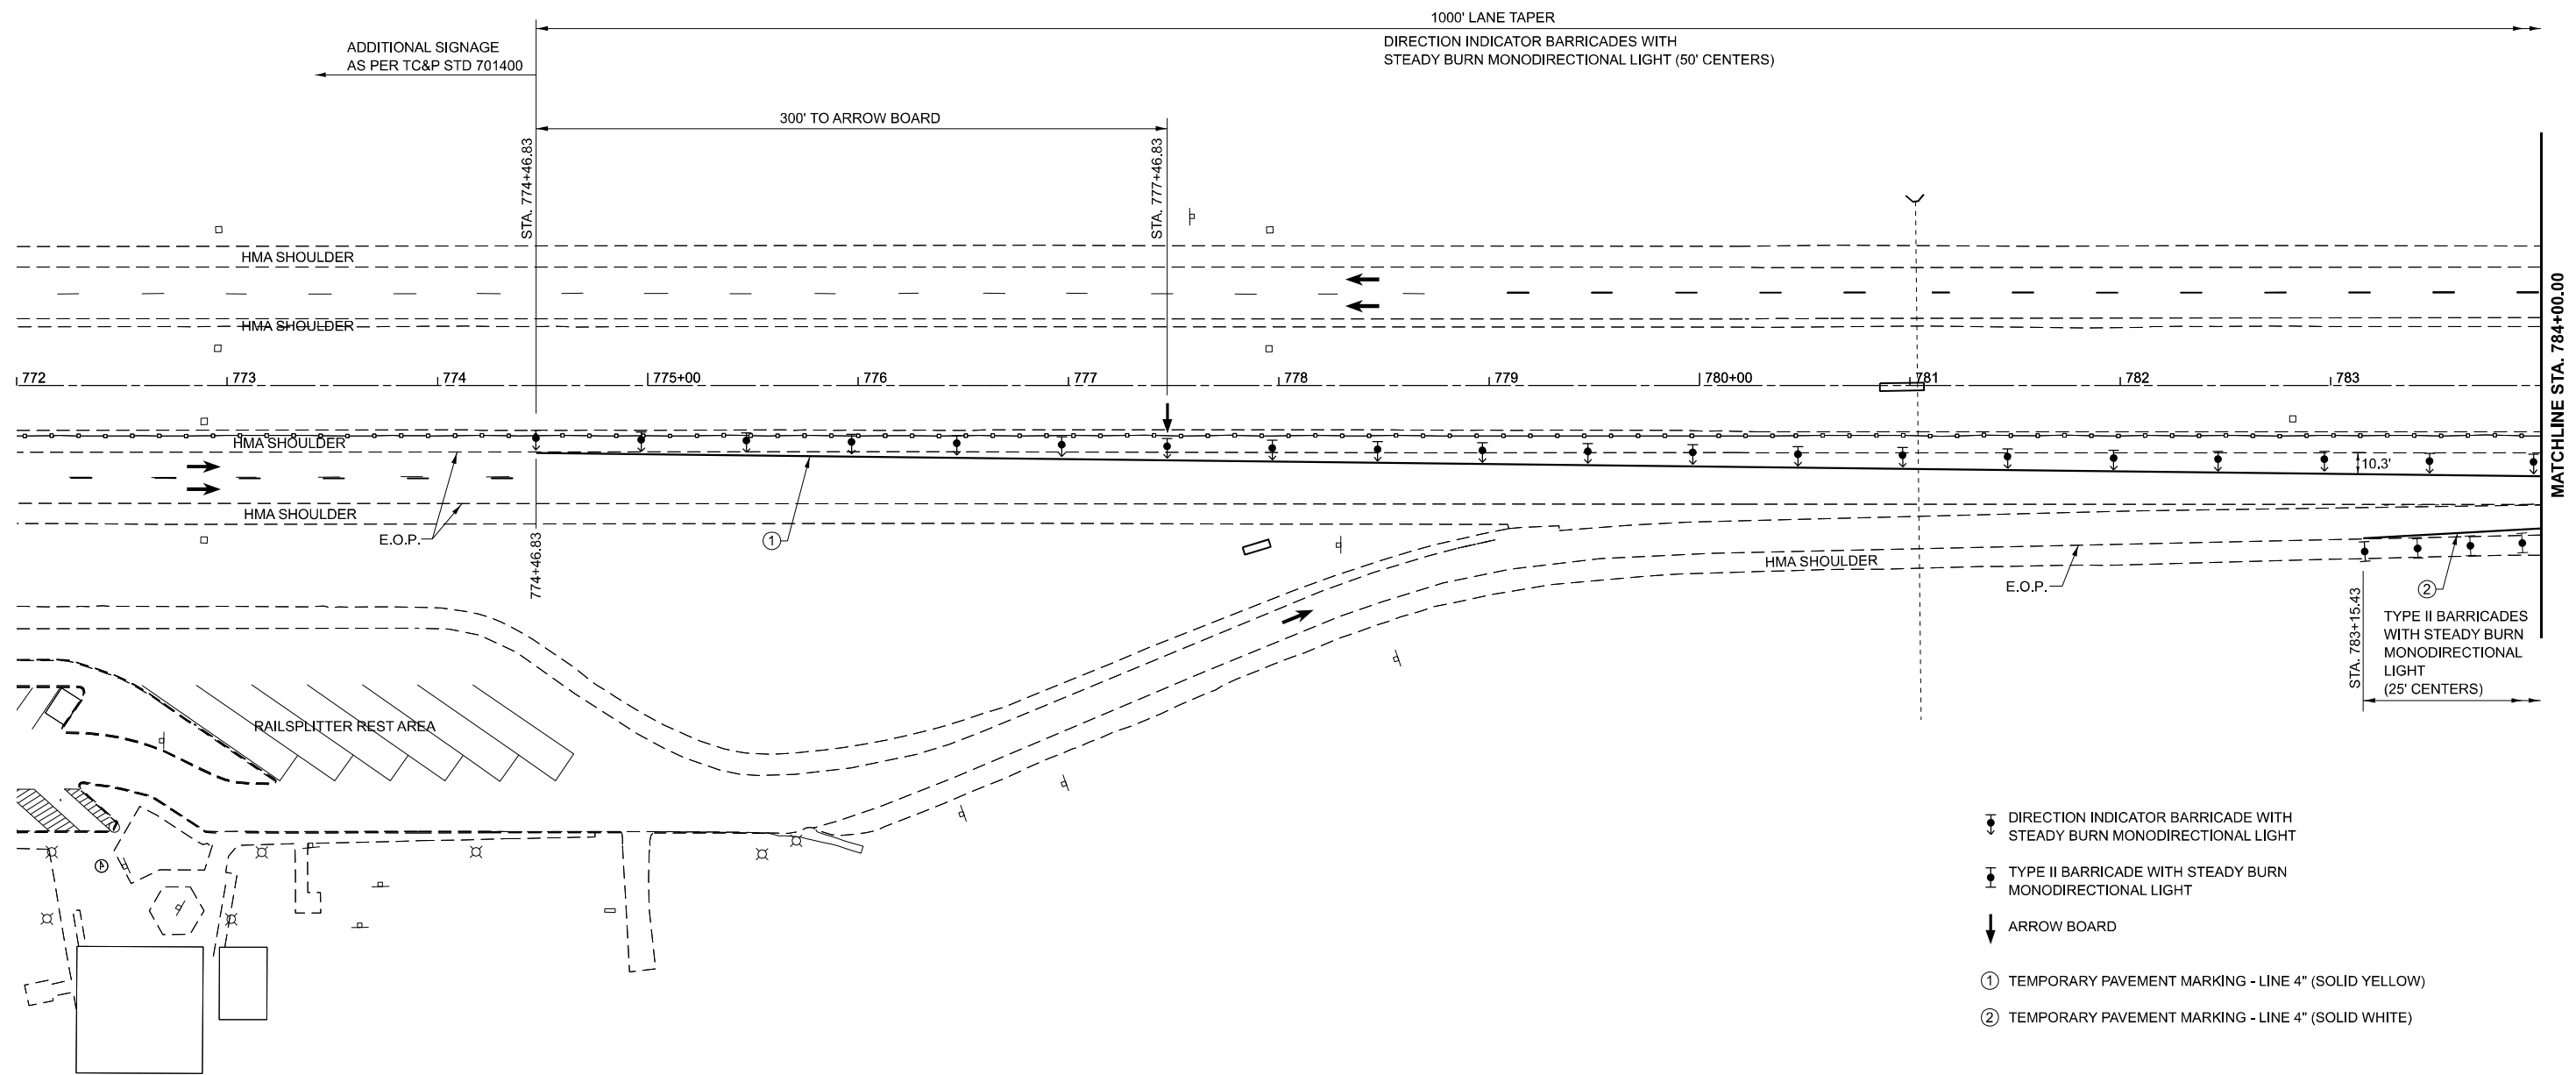 1000' LANE TAPER
DIRECTION INDICATOR BARRICADES WITH
STEADY BURN MONODIRECTIONAL LIGHT (50' CENTERS)
ADDITIONAL SIGNAGE
AS PER TC&P STD 701400
300' TO ARROW BOARD
STA. 774+46.83
STA. 777+46.83
HMA SHOULDER
HMA SHOULDER
MATCHLINE STA. 784+00.00
772 773 774 775+00 776 777 778 779 780+00 781 782 783
HMA SHOULDER
10.3'
HMA SHOULDER
E.O.P.
774+46.83
1
HMA SHOULDER
E.O.P.
2
STA. 783+15.43
TYPE II BARRICADES
WITH STEADY BURN
MONODIRECTIONAL
LIGHT
(25' CENTERS)
RAILSPLITTER REST AREA
DIRECTION INDICATOR BARRICADE WITH
STEADY BURN MONODIRECTIONAL LIGHT
TYPE II BARRICADE WITH STEADY BURN
MONODIRECTIONAL LIGHT
ARROW BOARD
1 TEMPORARY PAVEMENT MARKING - LINE 4" (SOLID YELLOW)
2 TEMPORARY PAVEMENT MARKING - LINE 4" (SOLID WHITE)